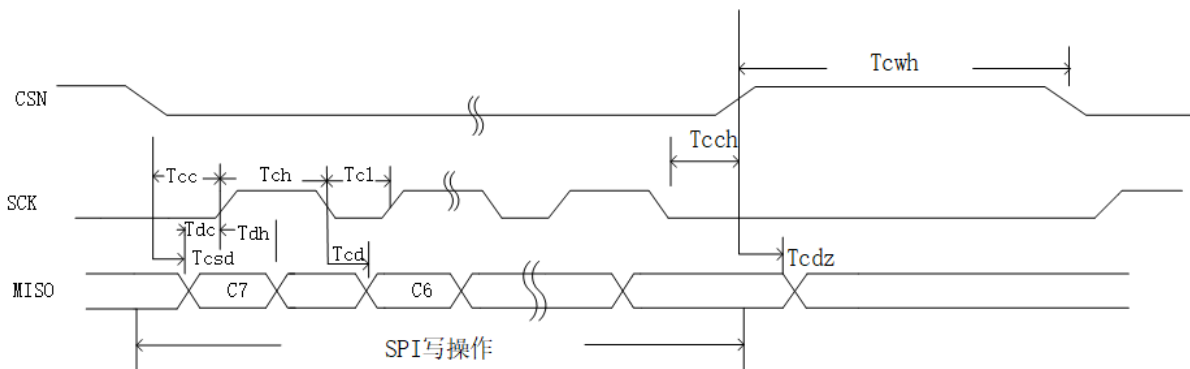 Tcwh
CSN
Tcch
Tcc
Tch
Tcl
SCK
Tdc
Tdh
Tcsd
Tcd
Tcdz
MISO
C7
C6
SPI写操作